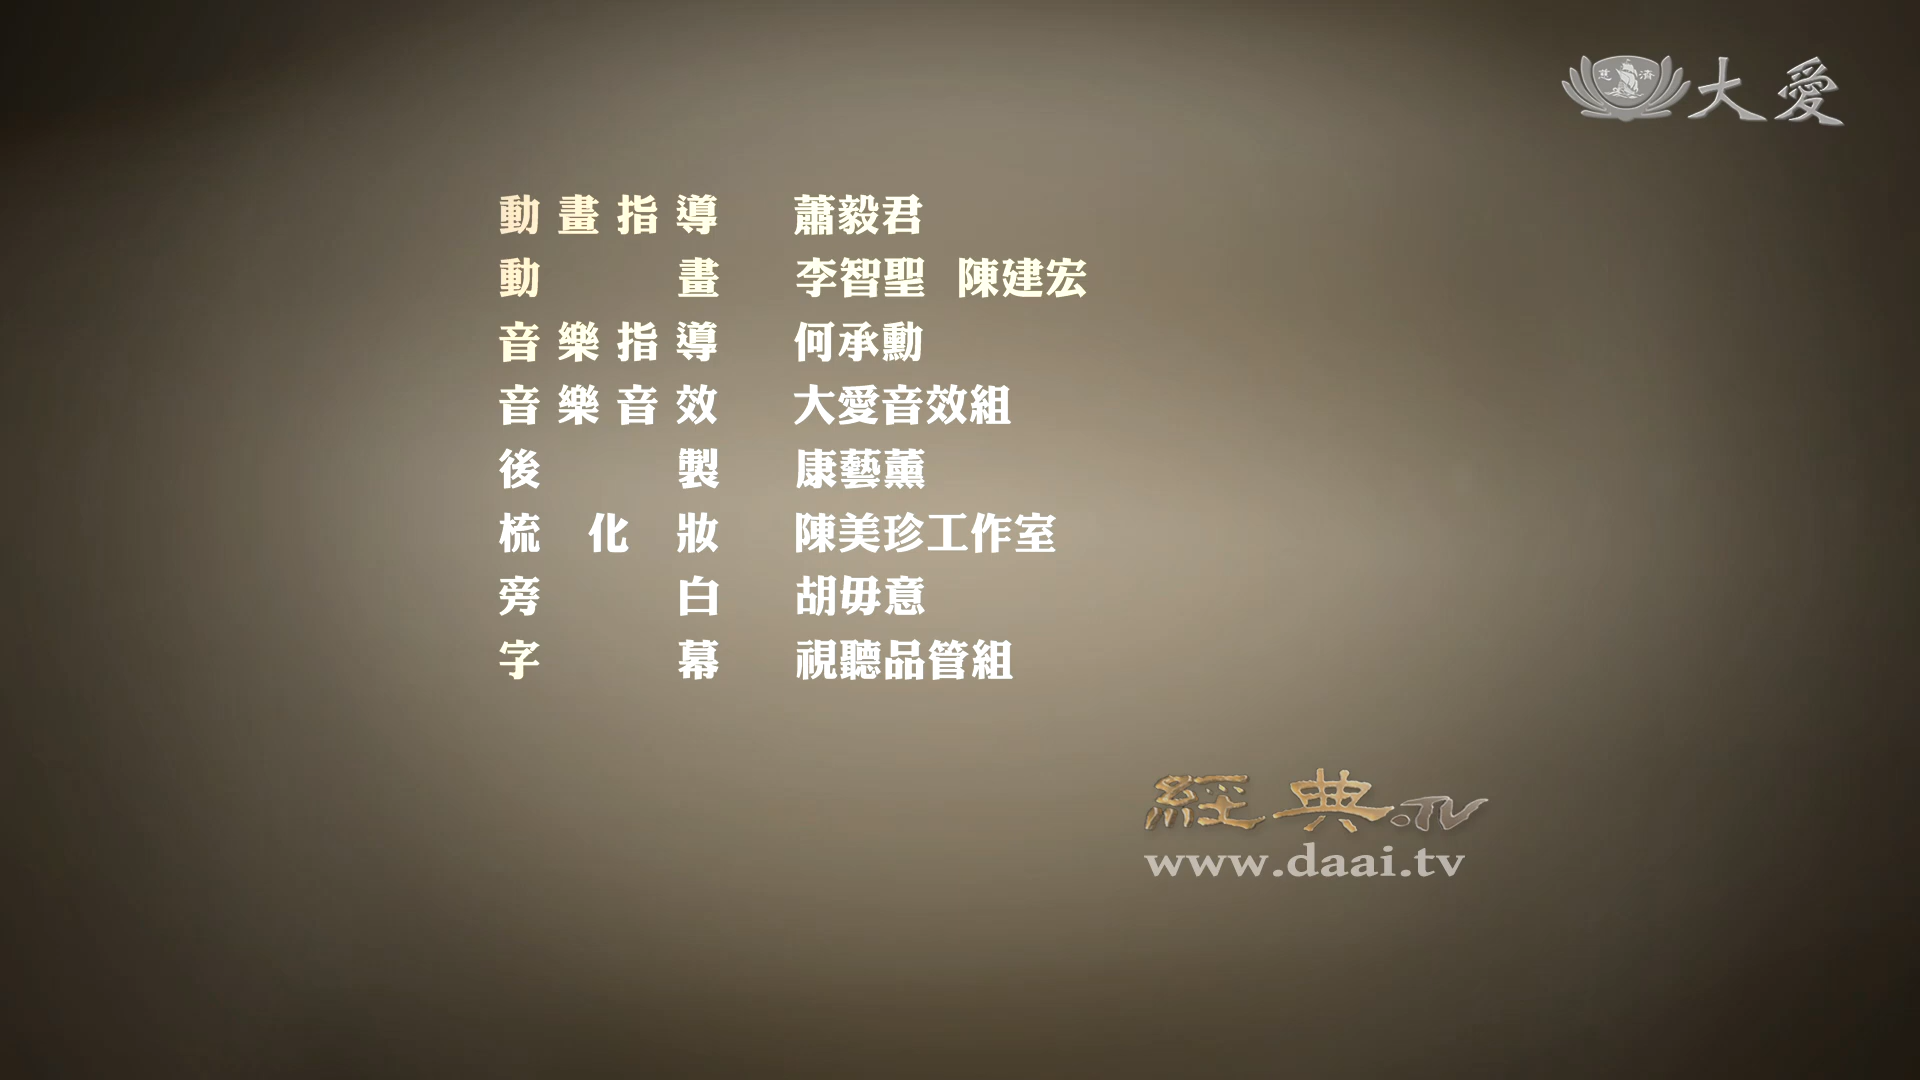 慈濟 大愛
動畫指導 蕭毅君
動畫 李智聖 陳建宏
音樂指導 何承勳
音樂音效 大愛音效組
後製 康藝薰
梳化妝 陳美珍工作室
旁白 胡毋意
字幕 視聽品管組
經典.TV
www.daai.tv